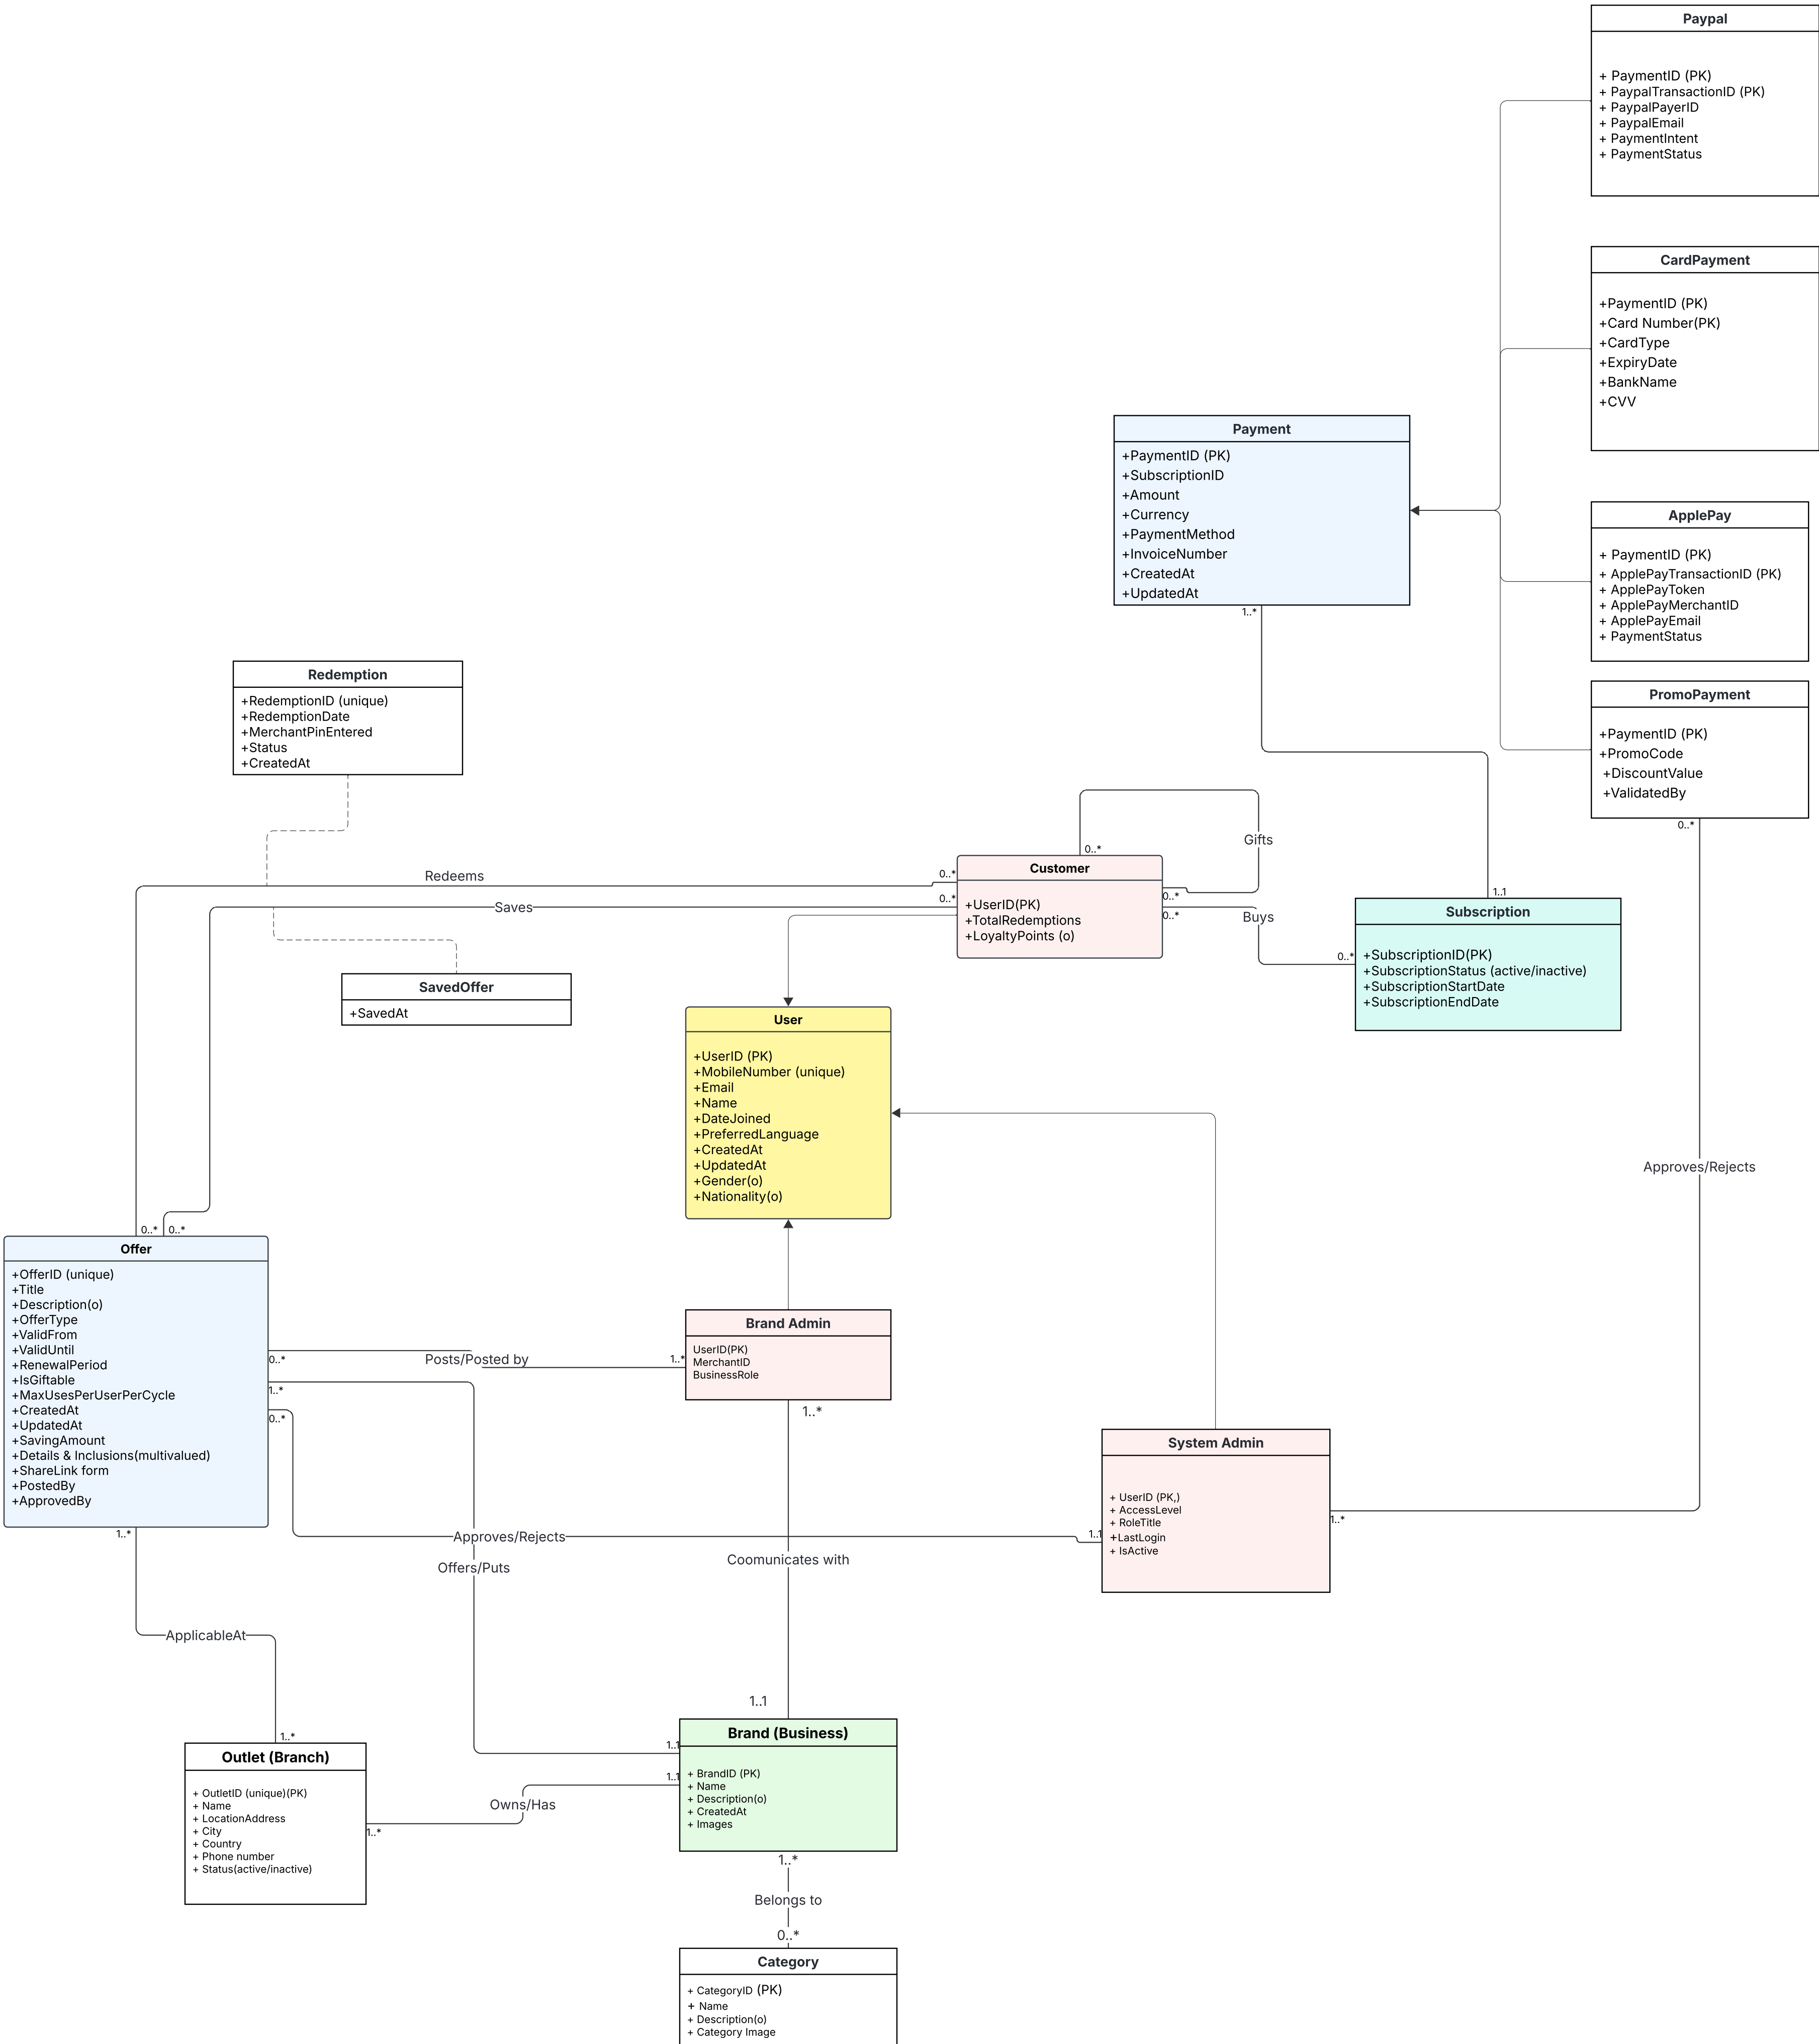 Paypal
+ PaymentID (PK)
+ PaypalTransactionID (PK)
+ PaypalPayerID
+ PaypalEmail
+ PaymentIntent
+ PaymentStatus
CardPayment
+PaymentID (PK)
+Card Number(PK)
+CardType
+ExpiryDate
+BankName
+CVV
Payment
+PaymentID (PK)
+SubscriptionID
+Amount
+Currency
+PaymentMethod
+InvoiceNumber
+CreatedAt
+UpdatedAt
1..*
ApplePay
+ PaymentID (PK)
+ ApplePayTransactionID (PK)
+ ApplePayToken
+ ApplePayMerchantID
+ ApplePayEmail
+ PaymentStatus
PromoPayment
+PaymentID (PK)
+PromoCode
+DiscountValue
+ValidatedBy
0..*
Redemption
+RedemptionID (unique)
+RedemptionDate
+MerchantPinEntered
+Status
+CreatedAt
Gifts
0..*
Redeems
0..*
Saves
0..*
Customer
+UserID(PK)
+TotalRedemptions
+LoyaltyPoints (o)
0..*
0..*
Buys
0..*
1..1
Subscription
+SubscriptionID(PK)
+SubscriptionStatus (active/inactive)
+SubscriptionStartDate
+SubscriptionEndDate
SavedOffer
+SavedAt
User
+UserID (PK)
+MobileNumber (unique)
+Email
+Name
+DateJoined
+PreferredLanguage
+CreatedAt
+UpdatedAt
+Gender(o)
+Nationality(o)
Approves/Rejects
0..*
0..*
Offer
+OfferID (unique)
+Title
+Description(o)
+OfferType
+ValidFrom
+ValidUntil
+RenewalPeriod
+IsGiftable
+MaxUsesPerUserPerCycle
+CreatedAt
+UpdatedAt
+SavingAmount
+Details & Inclusions(multivalued)
+ShareLink form
+PostedBy
+ApprovedBy
0..*
Posts/Posted by
1..*
1..*
0..*
Brand Admin
UserID(PK)
MerchantID
BusinessRole
1..*
System Admin
+ UserID (PK,)
+ AccessLevel
+ RoleTitle
+LastLogin
+ IsActive
1..*
1..1
1..*
Approves/Rejects
Offers/Puts
Coomunicates with
ApplicableAt
1..*
1..1
Outlet (Branch)
+ OutletID (unique)(PK)
+ Name
+ LocationAddress
+ City
+ Country
+ Phone number
+ Status(active/inactive)
1..*
Owns/Has
1..1
1..1
Brand (Business)
+ BrandID (PK)
+ Name
+ Description(o)
+ CreatedAt
+ Images
1..*
Belongs to
0..*
Category
+ CategoryID (PK)
+ Name
+ Description(o)
+ Category Image